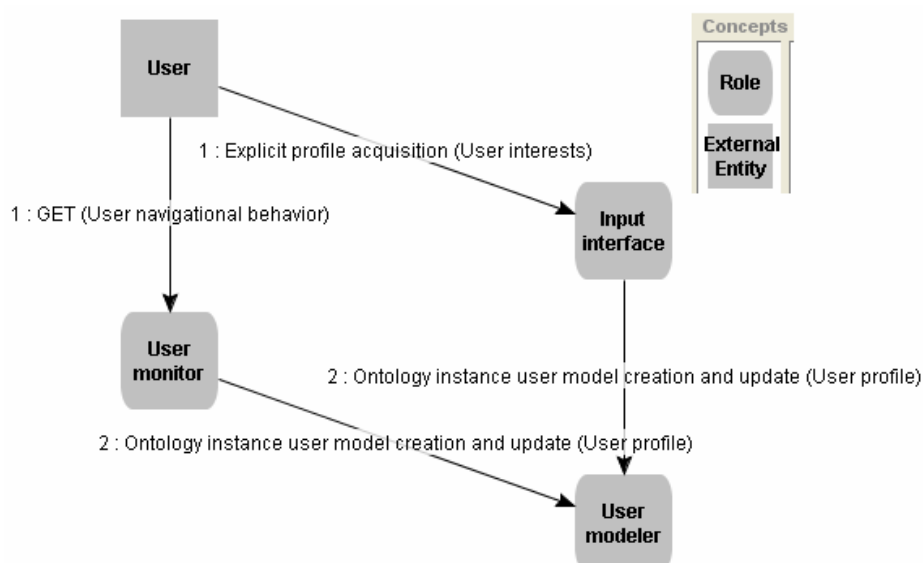 Concepts
User
Role
External
Entity
1 : Explicit profile acquisition (User interests)
1 : GET (User navigational behavior)
Input
interface
User
monitor
2 : Ontology instance user model creation and update (User profile)
2 : Ontology instance user model creation and update (User profile)
User
modeler